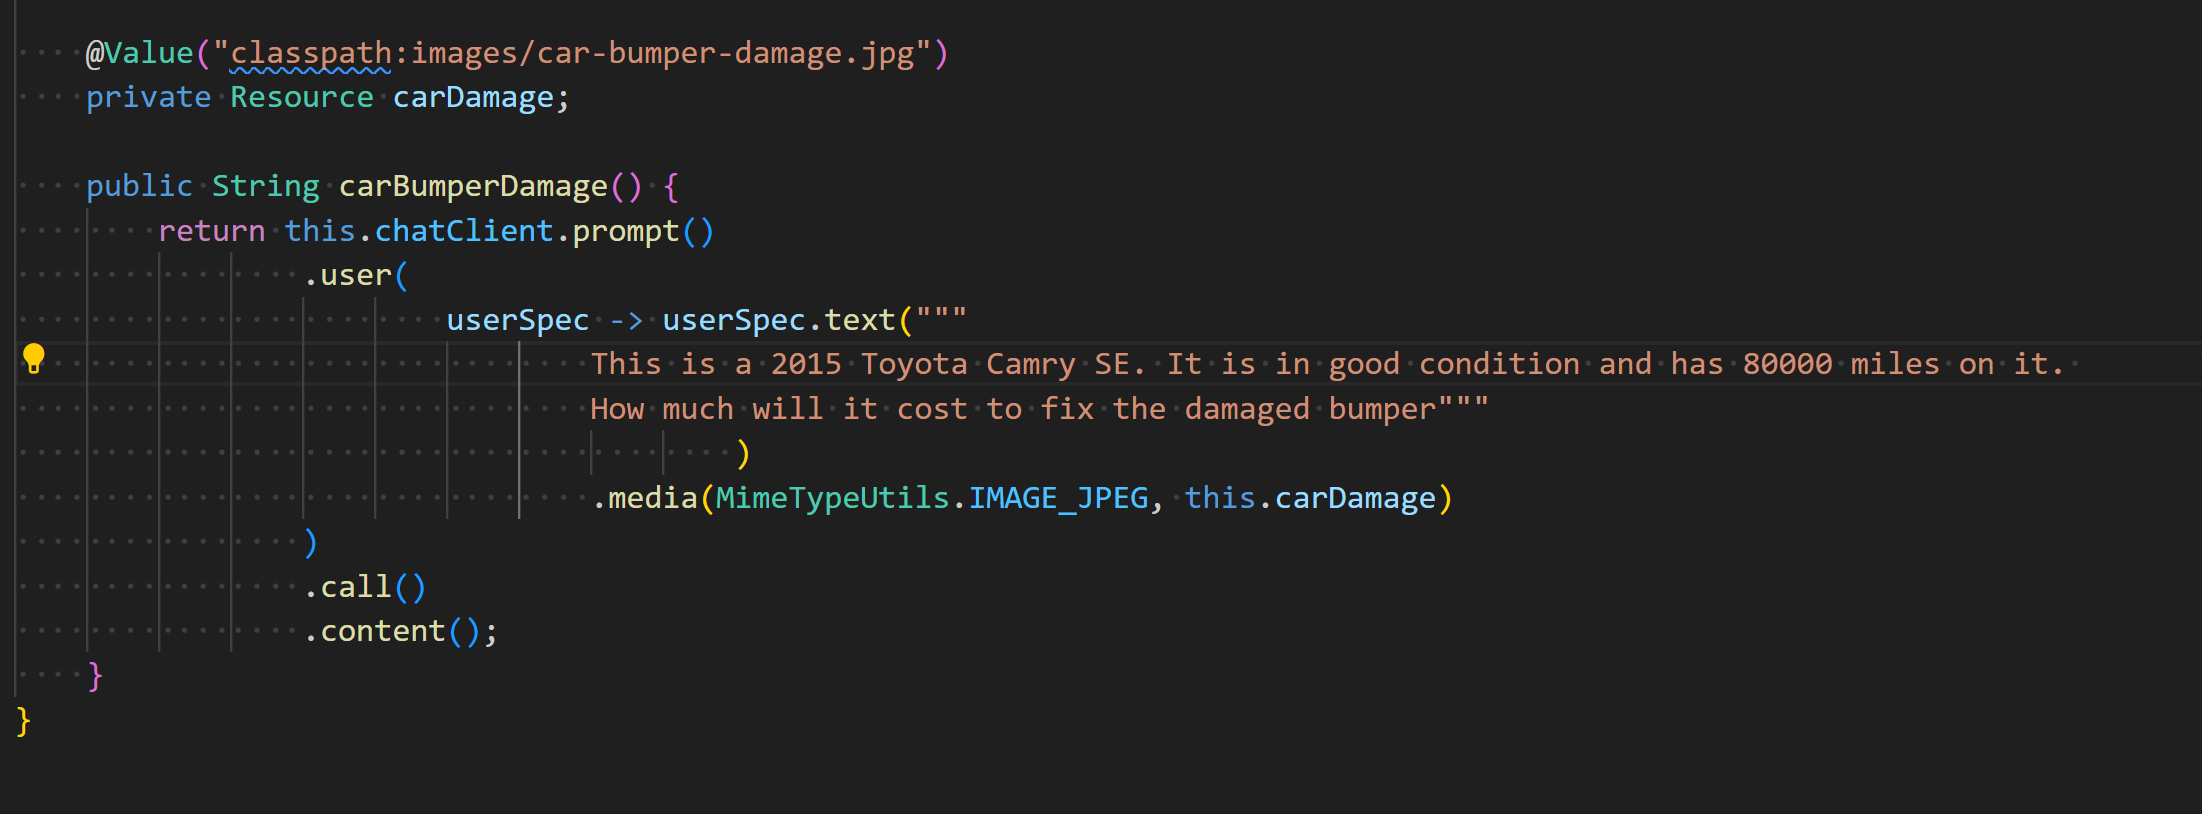 @Value("classpath:images/car-bumper-damage.jpg")
private Resource carDamage;
public String carBumperDamage() {
return this.chatClient.prompt()
.user(
userSpec -> userSpec.text("""
This is a 2015 Toyota Camry SE. It is in good condition and has 80000 miles on it.
How much will it cost to fix the damaged bumper"""
)
.media(MimeTypeUtils.IMAGE_JPEG, this.carDamage)
)
.call()
.content();
}
}